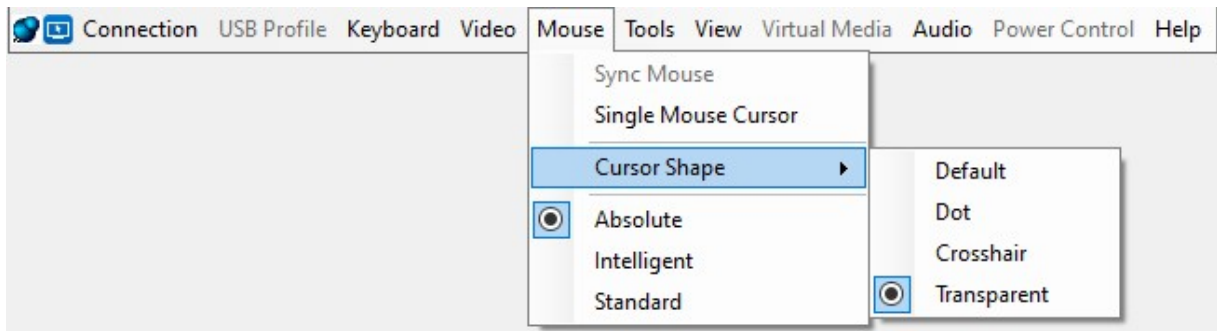 Connection USB Profile Keyboard Video Mouse Tools View Virtual Media Audio Power Control Help
Sync Mouse
Single Mouse Cursor
Cursor Shape
Absolute
Intelligent
Standard
Default
Dot
Crosshair
Transparent